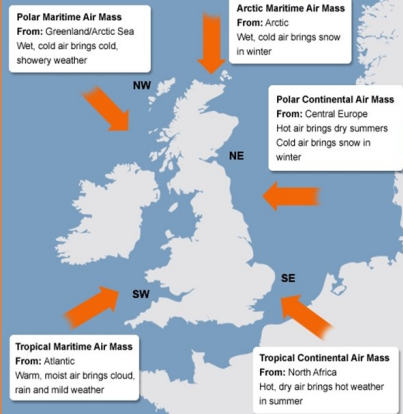 Polar Maritime Air Mass
From: Greenland/Arctic Sea
Wet, cold air brings cold,
showery weather
Arctic Maritime Air Mass
From: Arctic
Wet, cold air brings snow
in winter
NW
Polar Continental Air Mass
From: Central Europe
Hot air brings dry summers
Cold air brings snow in
winter
NE
SE
SW
Tropical Maritime Air Mass
From: Atlantic
Warm, moist air brings cloud,
rain and mild weather
Tropical Continental Air Mass
From: North Africa
Hot, dry air brings hot weather
in summer